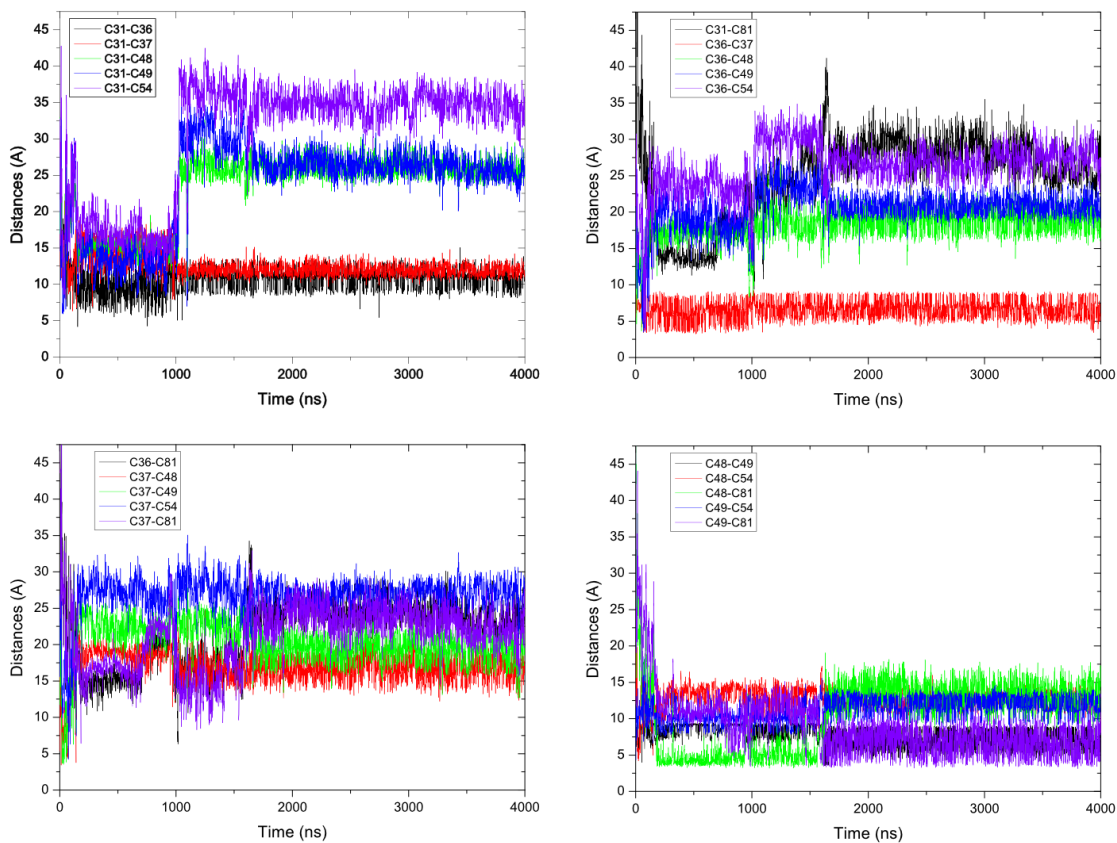 45
40
35
30
25
20
15
10
5
0
Distances (A)
C31-C36
C31-C37
C31-C48
C31-C49
C31-C54
0 1000 2000 3000 4000
Time (ns)
45
40
35
30
25
20
15
10
5
0
Distances (A)
C31-C81
C36-C37
C36-C48
C36-C49
C36-C54
0 1000 2000 3000 4000
Time (ns)
45
40
35
30
25
20
15
10
5
0
Distances (A)
C36-C81
C37-C48
C37-C49
C37-C54
C37-C81
0 1000 2000 3000 4000
Time (ns)
45
40
35
30
25
20
15
10
5
0
Distances (A)
C48-C49
C48-C54
C48-C81
C49-C54
C49-C81
0 1000 2000 3000 4000
Time (ns)